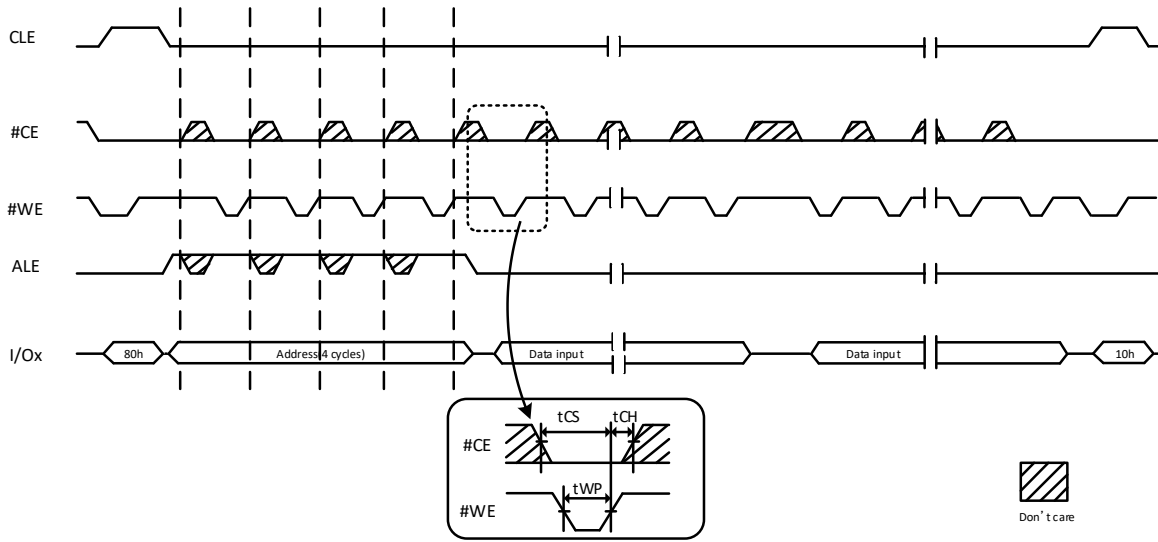 CLE
#CE
#WE
ALE
I/Ox
80h
Address(4 cycles)
Data input
Data input
10h
tCS
tCH
#CE
tWP
#WE
Don't care